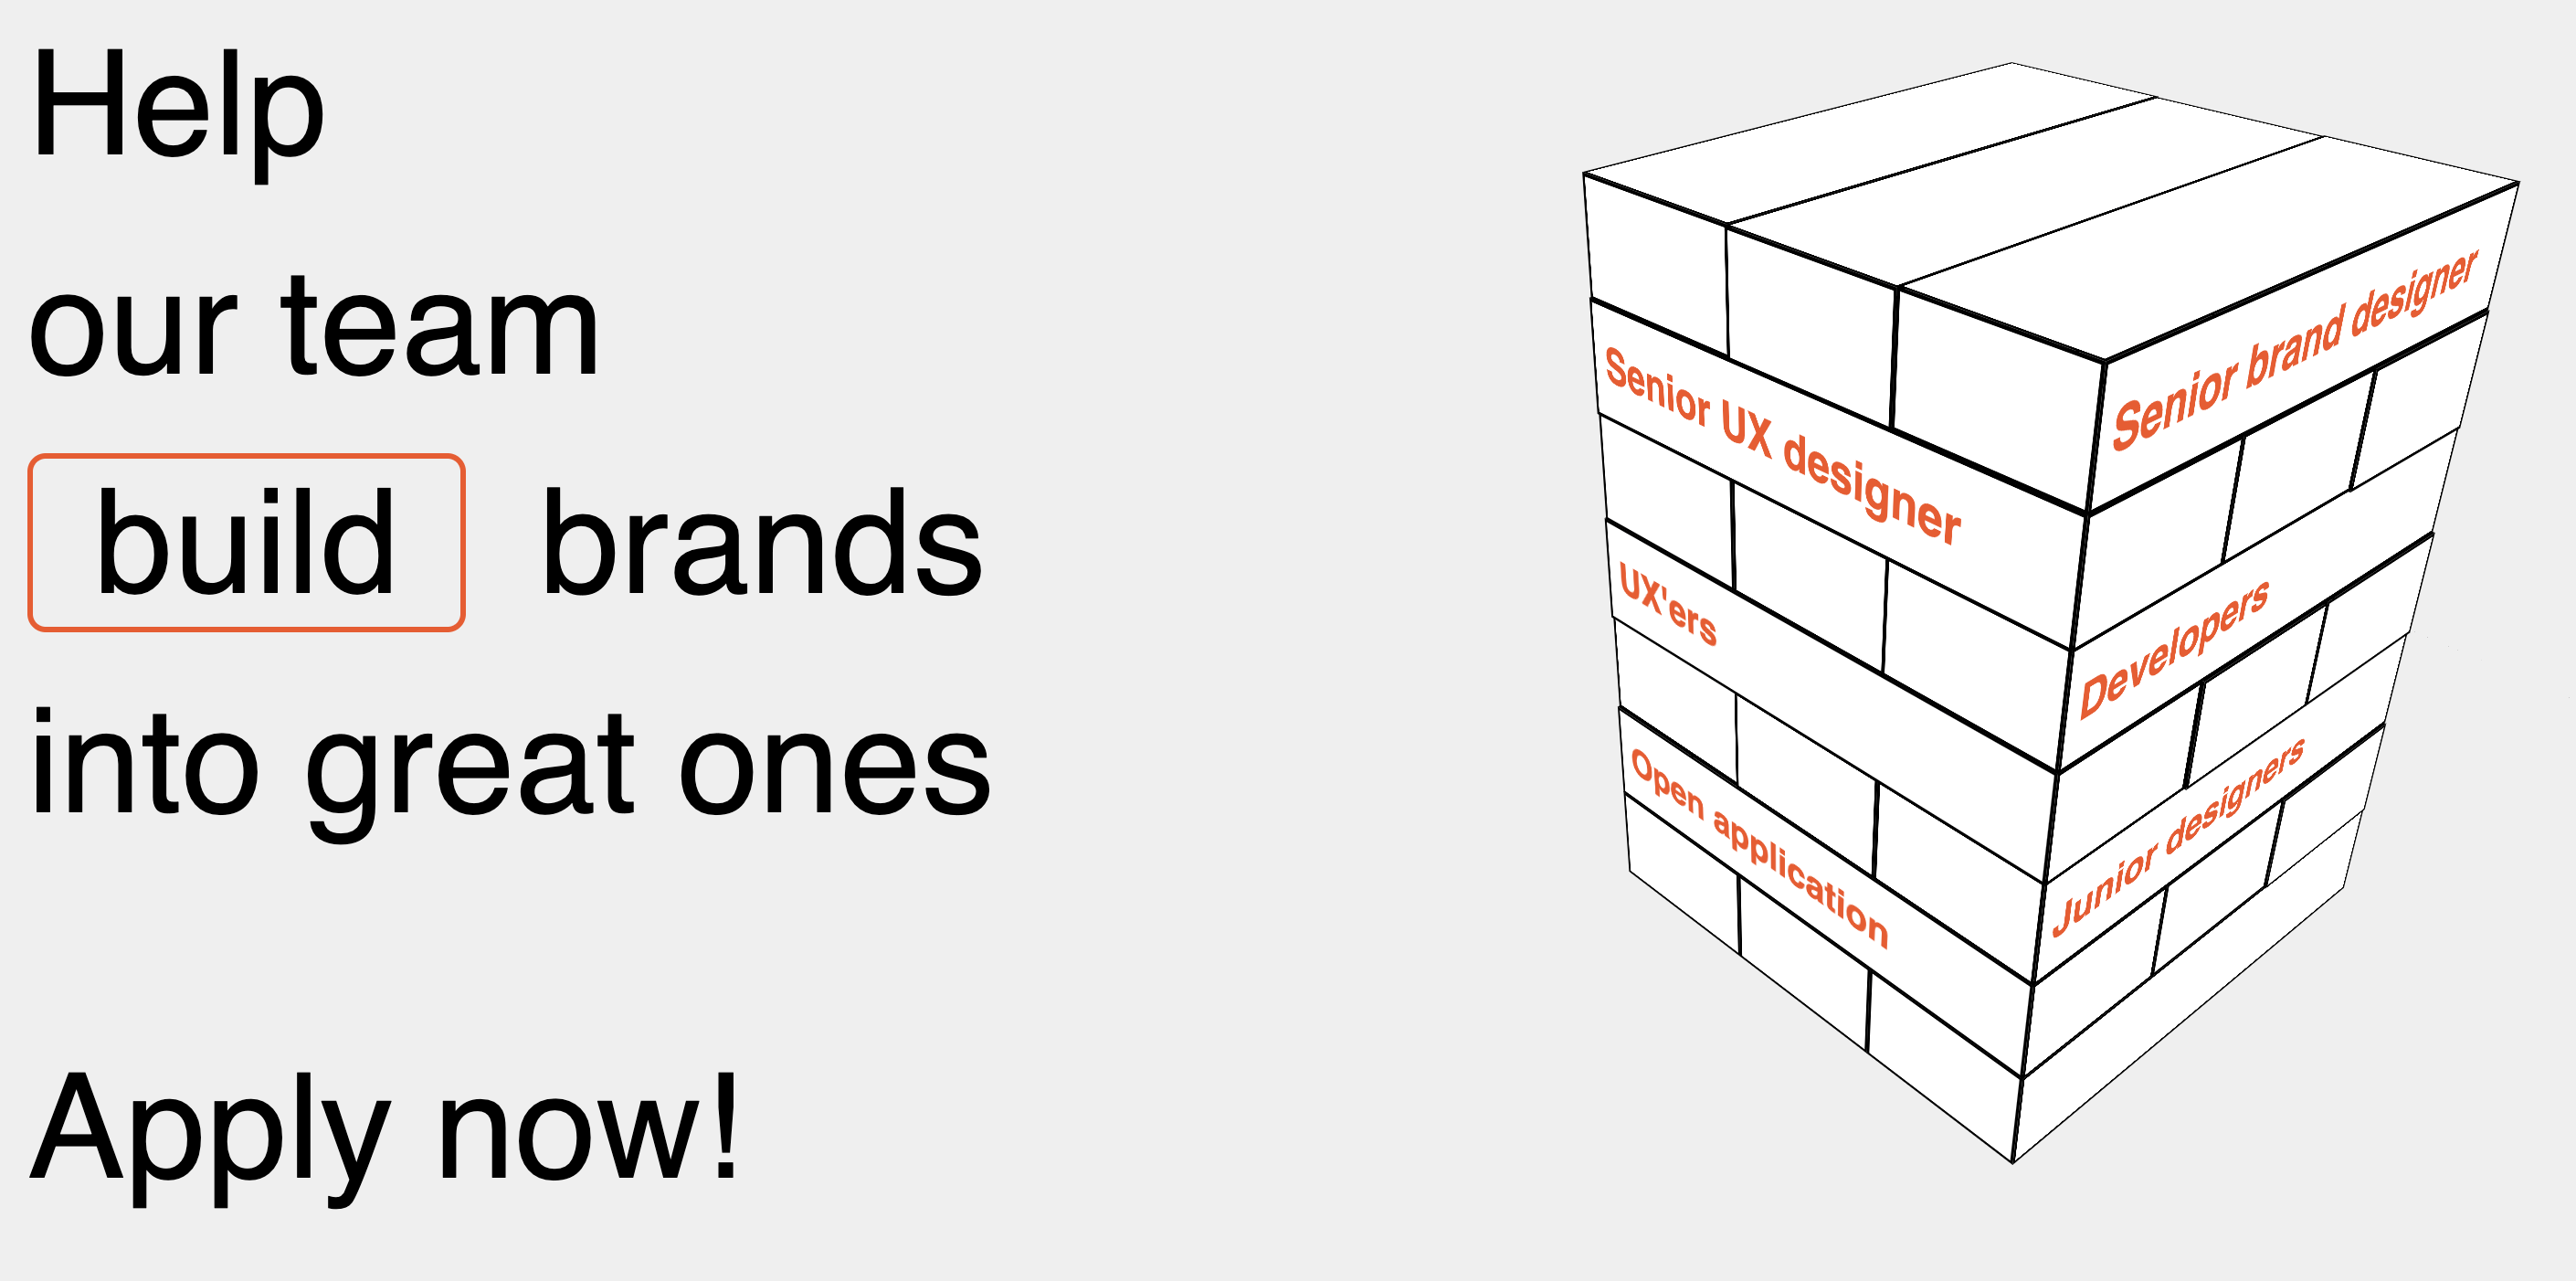 Help
our team
build brands
into great ones
Apply now!
Senior brand designer
Senior UX designer
Developers
UX'ers
Junior designers
Open application